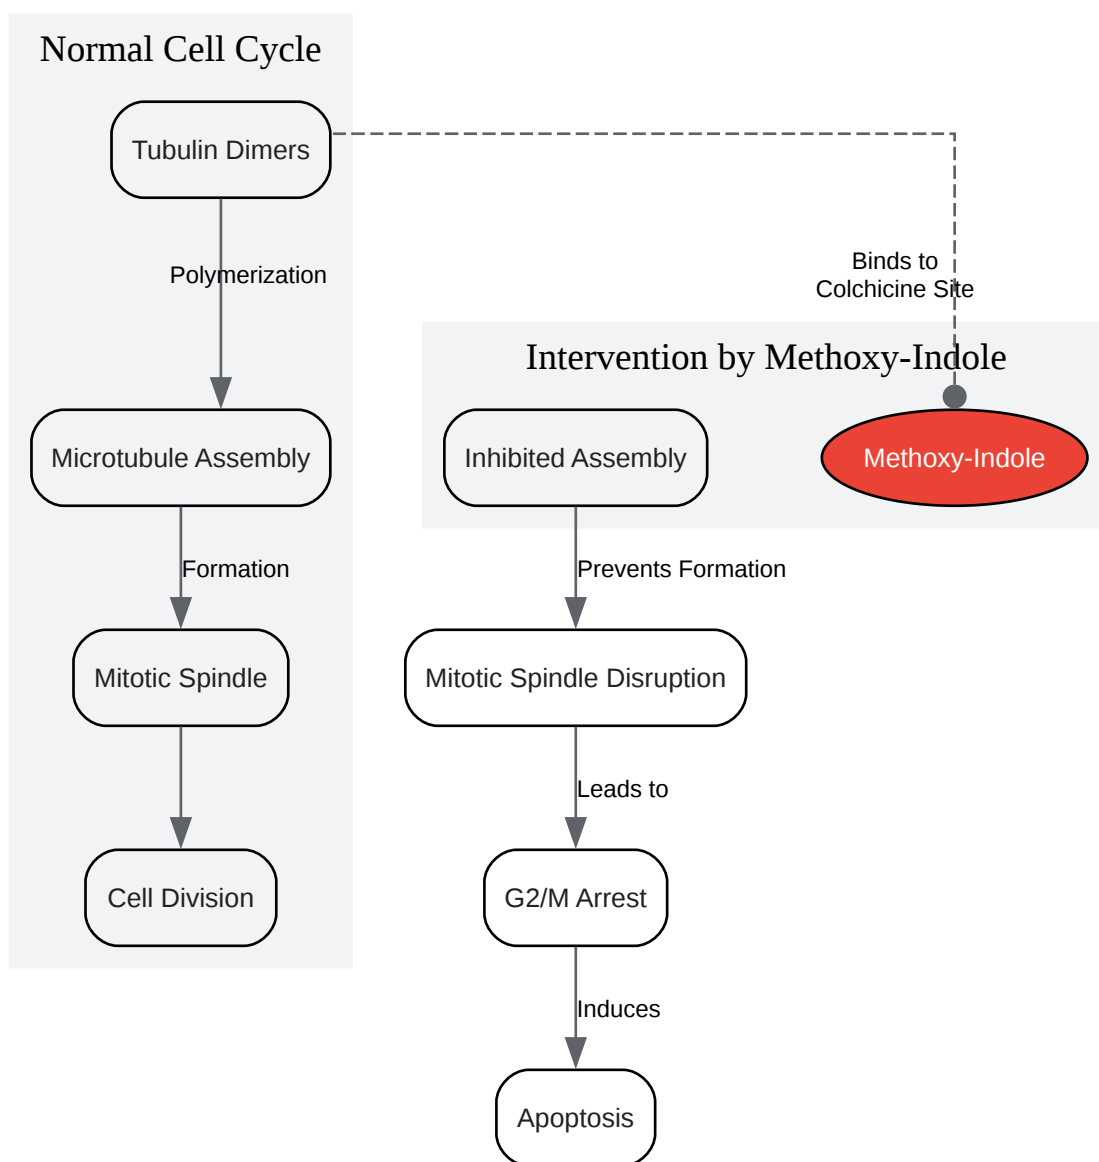 Normal Cell Cycle
Tubulin Dimers
Polymerization
Binds to
Colchicine Site
Intervention by Methoxy-Indole
Microtubule Assembly
Inhibited Assembly
Methoxy-Indole
Formation
Prevents Formation
Mitotic Spindle
Mitotic Spindle Disruption
Leads to
Cell Division
G2/M Arrest
Induces
Apoptosis